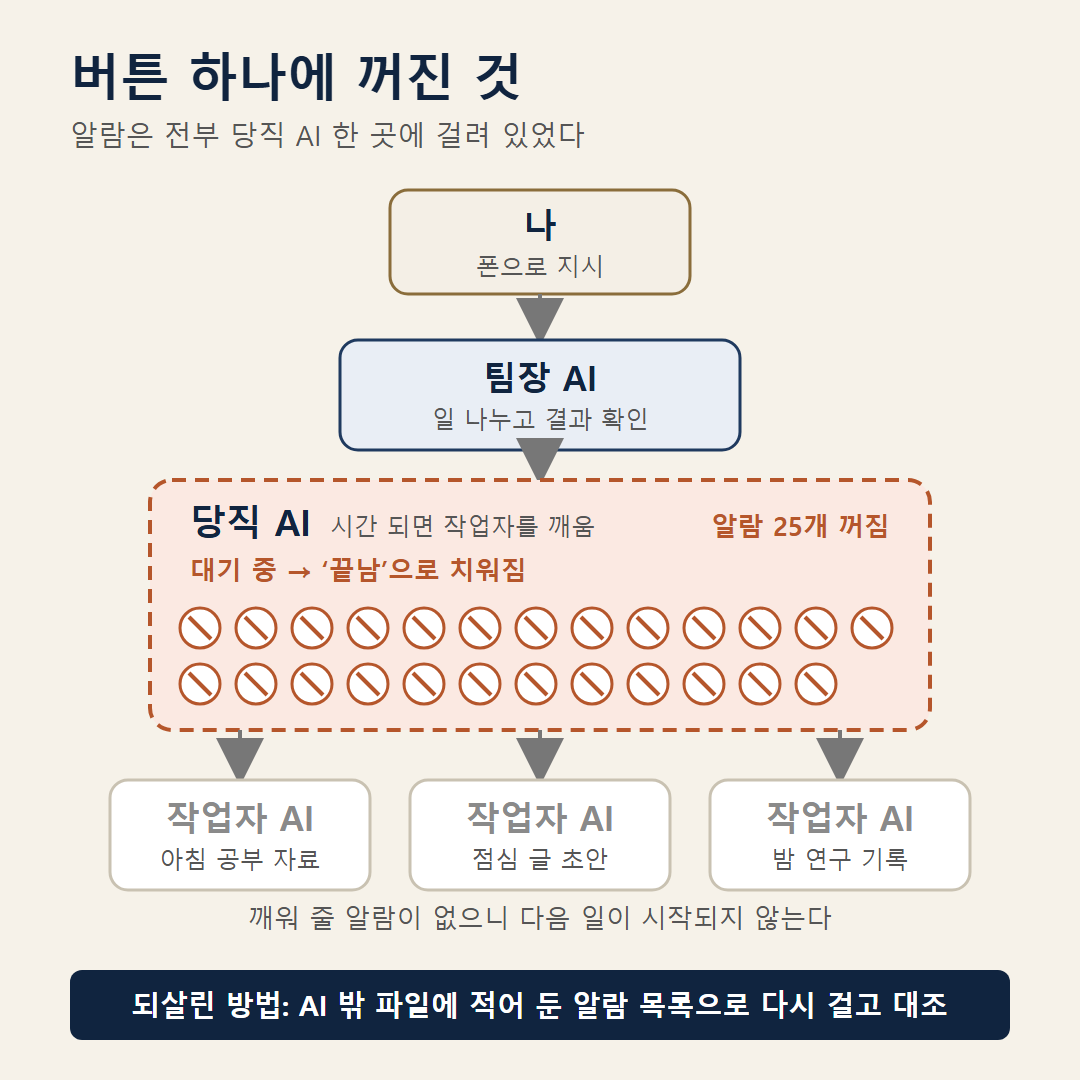 버튼 하나에 꺼진 것
알람은 전부 당직 AI 한 곳에 걸려 있었다
나
폰으로 지시
팀장 AI
일 나누고 결과 확인
당직 AI 시간 되면 작업자를 깨움 알람 25개 꺼짐
대기 중 → ‘끝남’으로 치워짐
작업자 AI
아침 공부 자료
작업자 AI
점심 글 초안
작업자 AI
밤 연구 기록
깨워 줄 알람이 없으니 다음 일이 시작되지 않는다
되살린 방법: AI 밖 파일에 적어 둔 알람 목록으로 다시 걸고 대조